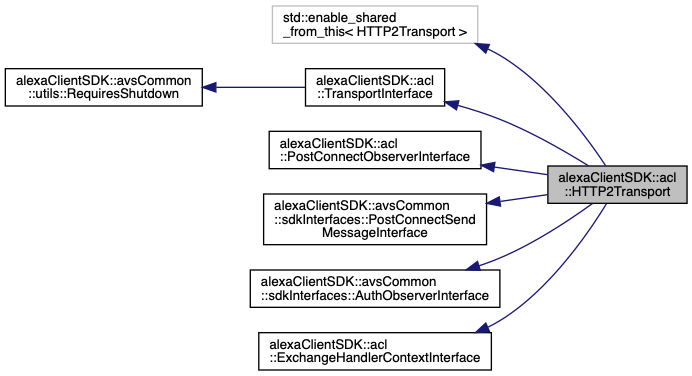 std::enable_shared
_from_this< HTTP2Transport >
alexaClientSDK::avsCommon
::utils::RequiresShutdown
alexaClientSDK::acl
::TransportInterface
alexaClientSDK::acl
::PostConnectObserverInterface
alexaClientSDK::acl
::HTTP2Transport
alexaClientSDK::avsCommon
::sdkInterfaces::PostConnectSend
MessageInterface
alexaClientSDK::avsCommon
::sdkInterfaces::AuthObserverInterface
alexaClientSDK::acl
::ExchangeHandlerContextInterface